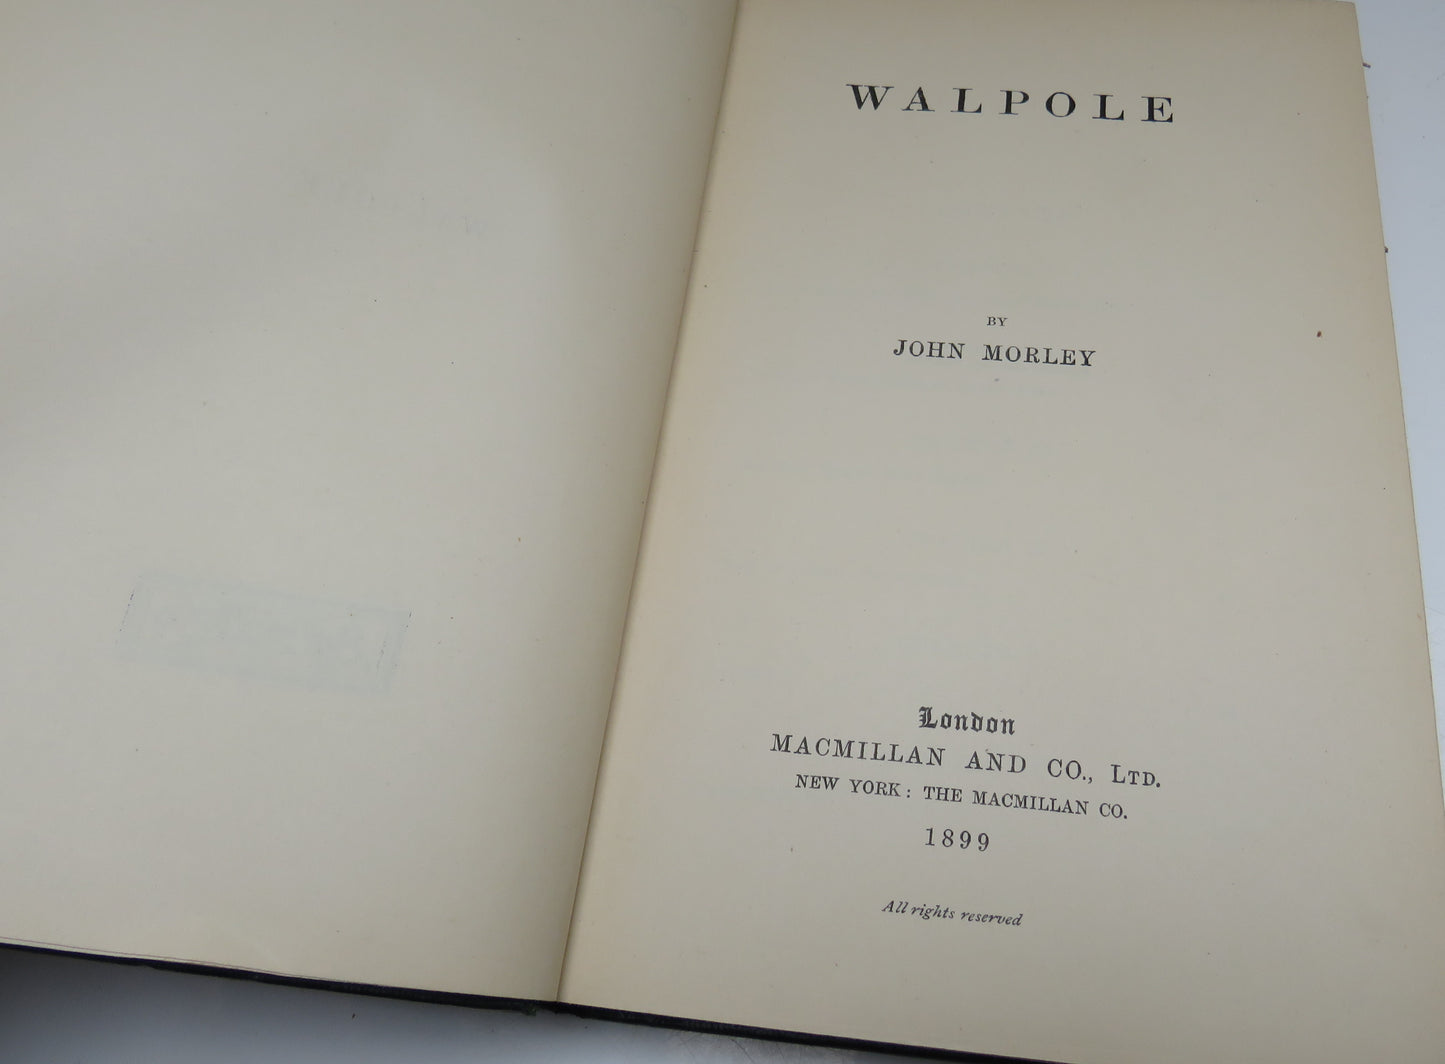 WALPOLE
BY
JOHN MORLEY
London
MACMILLAN AND CO., LTD.
NEW YORK: THE MACMILLAN CO.
1899
All rights reserved